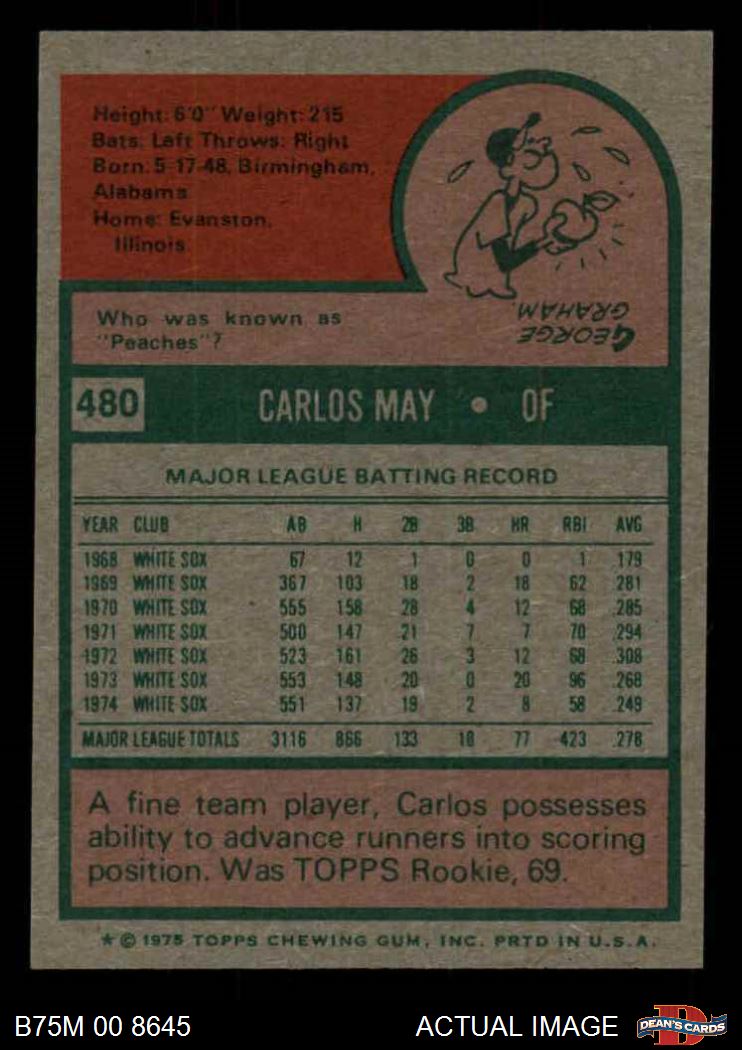 Height: 6'0" Weight: 215
Bats: Left Throws: Right
Born: 5-17-48, Birmingham,
Alabama
Home: Evanston,
Illinois
Who was known as
"Peaches"?
GEORGE
GRAHAM.
480 CARLOS MAY • OF
MAJOR LEAGUE BATTING RECORD
YEAR CLUB AB H 2B 3B HR RBI AVG
1968 WHITE SOX 67 12 1 0 0 1 .179
1969 WHITE SOX 367 103 18 2 18 62 .281
1970 WHITE SOX 555 158 28 4 12 68 .285
1971 WHITE SOX 500 147 21 7 7 70 .294
1972 WHITE SOX 523 161 26 3 12 68 .308
1973 WHITE SOX 553 148 20 0 20 96 .268
1974 WHITE SOX 551 137 19 2 8 58 .249
MAJOR LEAGUE TOTALS 3116 866 133 18 77 423 .278
A fine team player, Carlos possesses
ability to advance runners into scoring
position. Was TOPPS Rookie, 69.
★ © 1975 TOPPS CHEWING GUM, INC. PRTD IN U.S.A.
B75M 00 8645 ACTUAL IMAGE DEAN'S CARDS